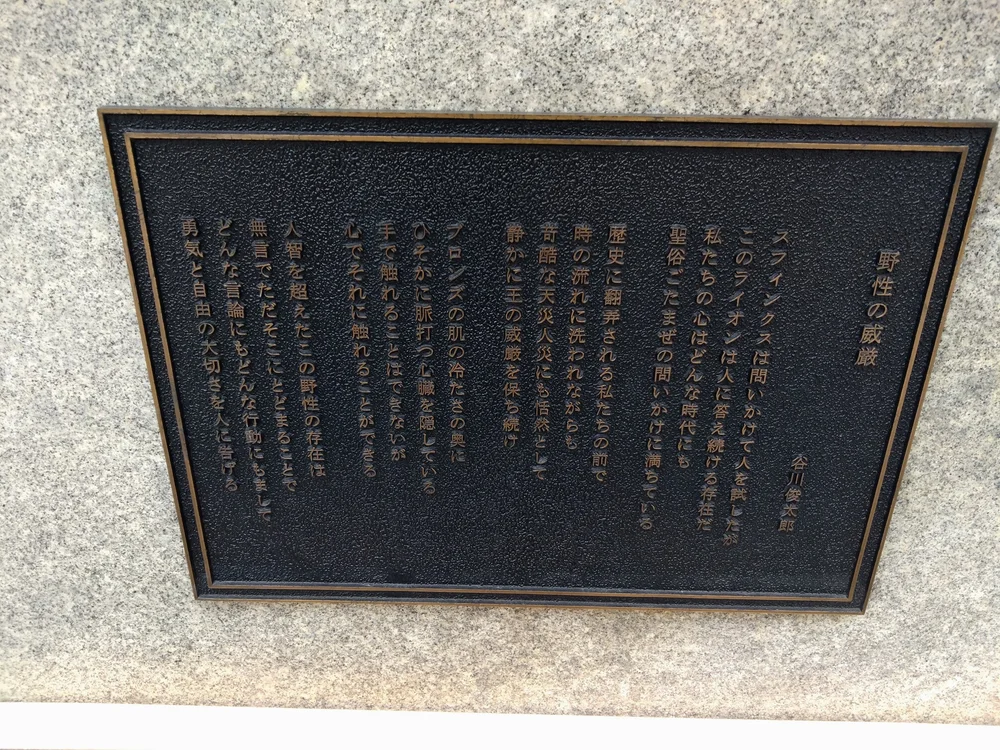 野性の威厳
谷川俊太郎
スフィンクスは問いかけて人を試したが
このライオンは人に答え続ける存在だ
私たちの心はどんな時代にも
聖俗ごたまぜの問いかけに満ちている
歴史に翻弄される私たちの前で
時の流れに洗われながらも
苛酷な天災人災にも恬然として
静かに王の威厳を保ち続け
ブロンズの肌の冷たさの奥に
ひそかに脈打つ心臓を隠している
手で触れることはできないが
心でそれに触れることができる
人智を超えたこの野性の存在は
無言でただそこにとどまることで
どんな言論にもどんな行動にもまして
勇気と自由の大切さを人に告げる